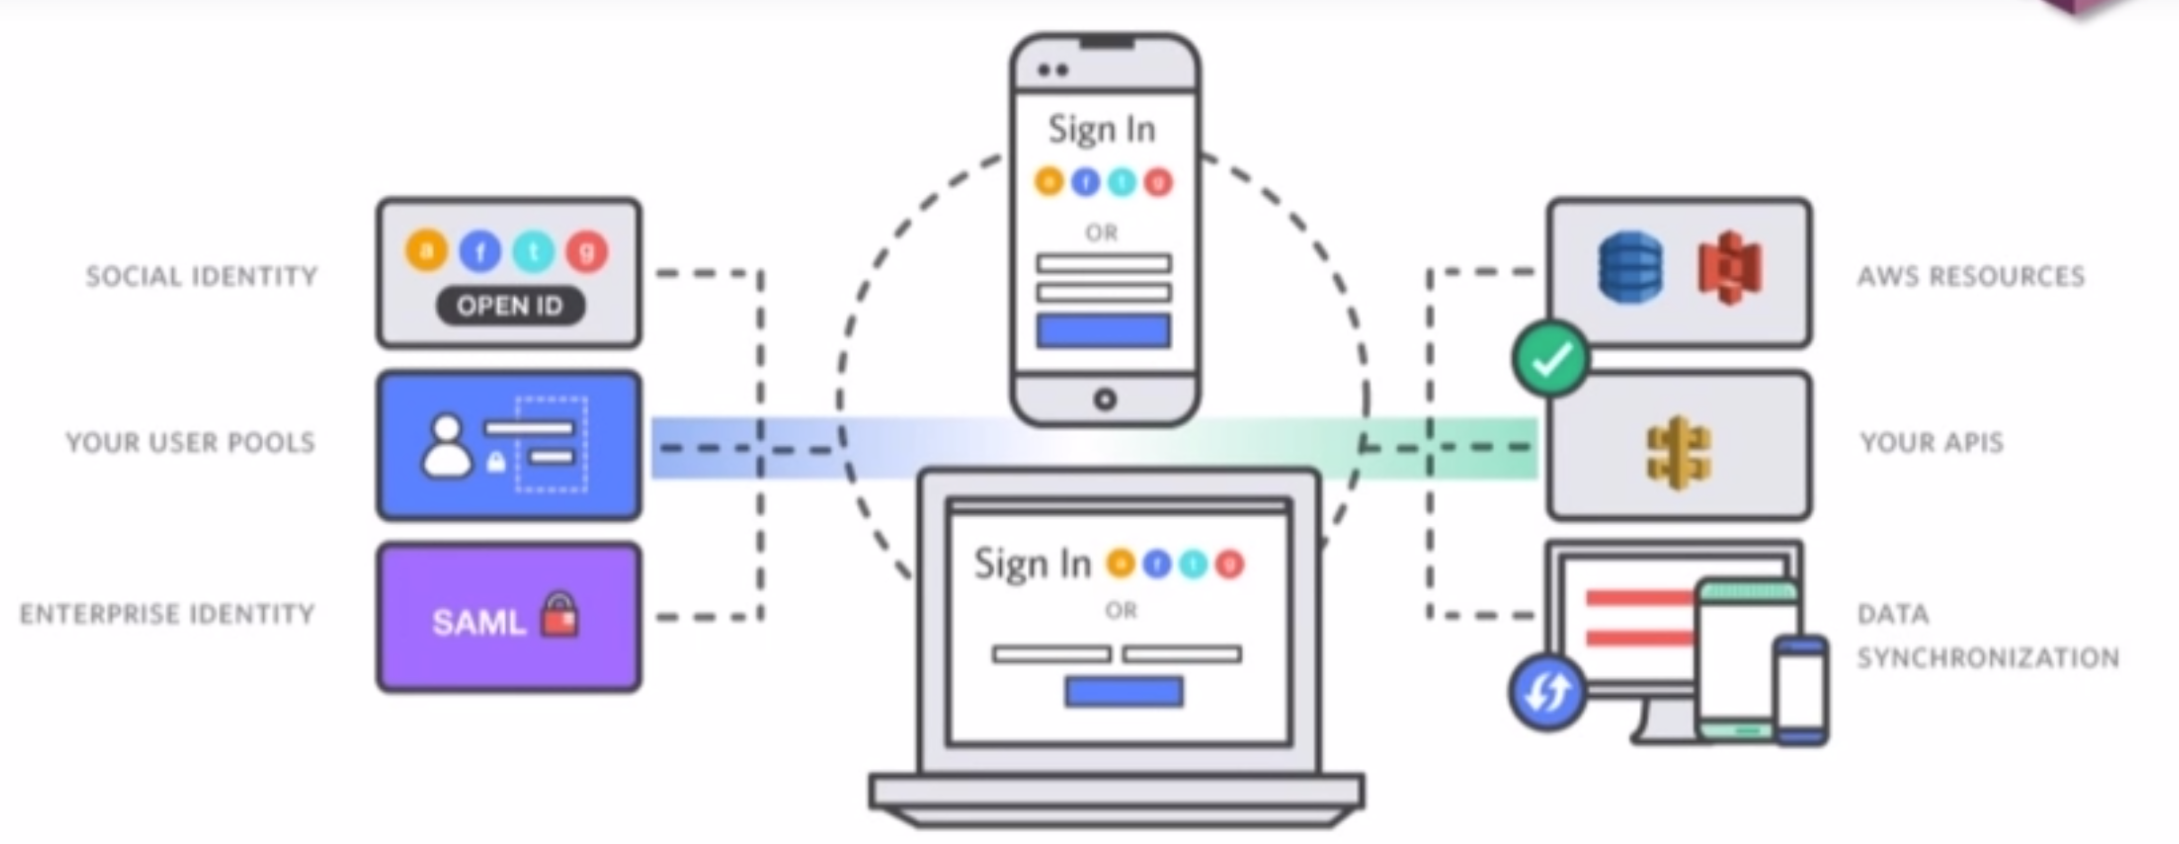 Sign In
a f t g
OR
SOCIAL IDENTITY
a f t g
OPEN ID
AWS RESOURCES
YOUR USER POOLS
YOUR APIS
ENTERPRISE IDENTITY
SAML
Sign In a f t g
OR
DATA
SYNCHRONIZATION